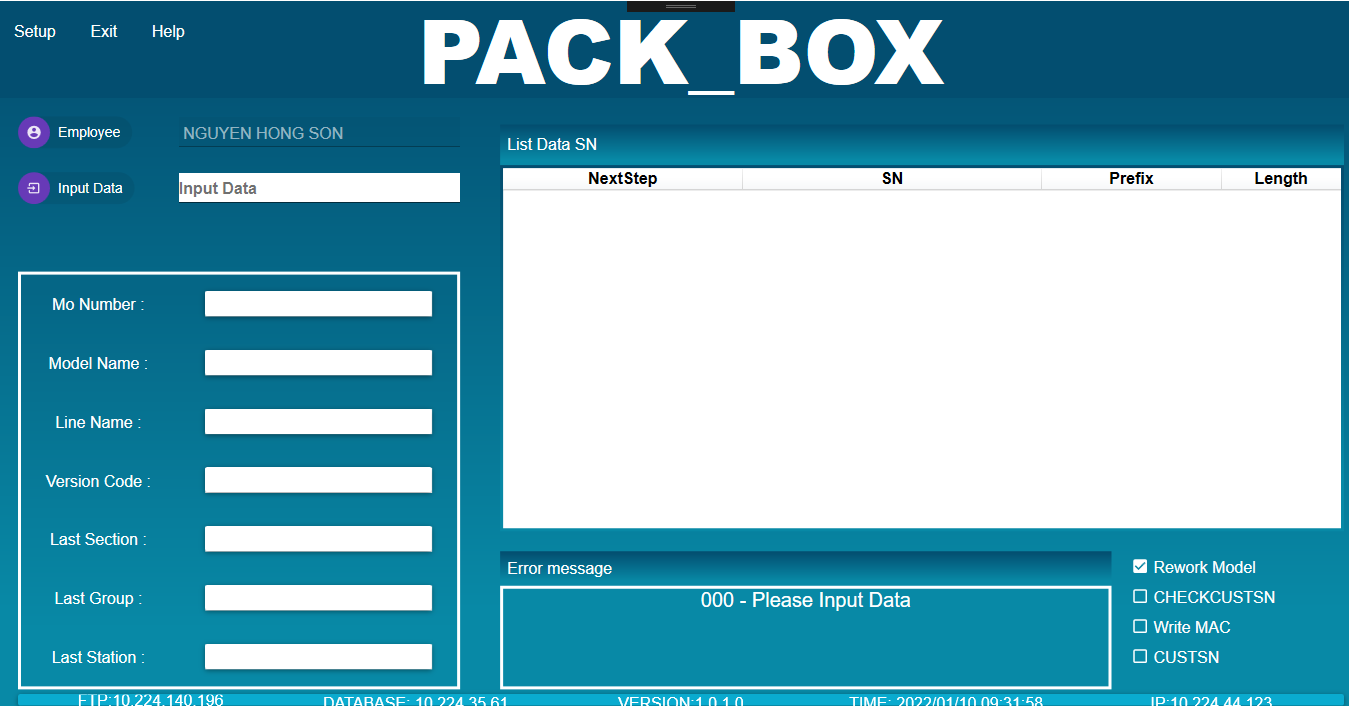 Setup Exit Help
PACK_BOX
Employee NGUYEN HONG SON
Input Data Input Data
List Data SN
NextStep SN Prefix Length
Mo Number :
Model Name :
Line Name :
Version Code :
Last Section :
Last Group :
Last Station :
Error message
000 - Please Input Data
Rework Model
CHECKCUSTSN
Write MAC
CUSTSN
FTP:10.224.140.196 DATABASE: 10.224.35.61 VERSION:1.0.1.0 TIME: 2022/01/10 09:31:58 IP:10.224.44.123